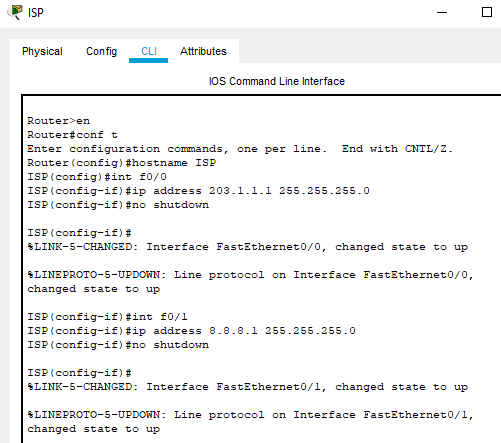 ISP
Physical Config CLI Attributes
IOS Command Line Interface
Router>en
Router#conf t
Enter configuration commands, one per line.  End with CNTL/Z.
Router(config)#hostname ISP
ISP(config)#int f0/0
ISP(config-if)#ip address 203.1.1.1 255.255.255.0
ISP(config-if)#no shutdown
ISP(config-if)#
%LINK-5-CHANGED: Interface FastEthernet0/0, changed state to up
%LINEPROTO-5-UPDOWN: Line protocol on Interface FastEthernet0/0,
changed state to up
ISP(config-if)#int f0/1
ISP(config-if)#ip address 8.8.8.1 255.255.255.0
ISP(config-if)#no shutdown
ISP(config-if)#
%LINK-5-CHANGED: Interface FastEthernet0/1, changed state to up
%LINEPROTO-5-UPDOWN: Line protocol on Interface FastEthernet0/1,
changed state to up